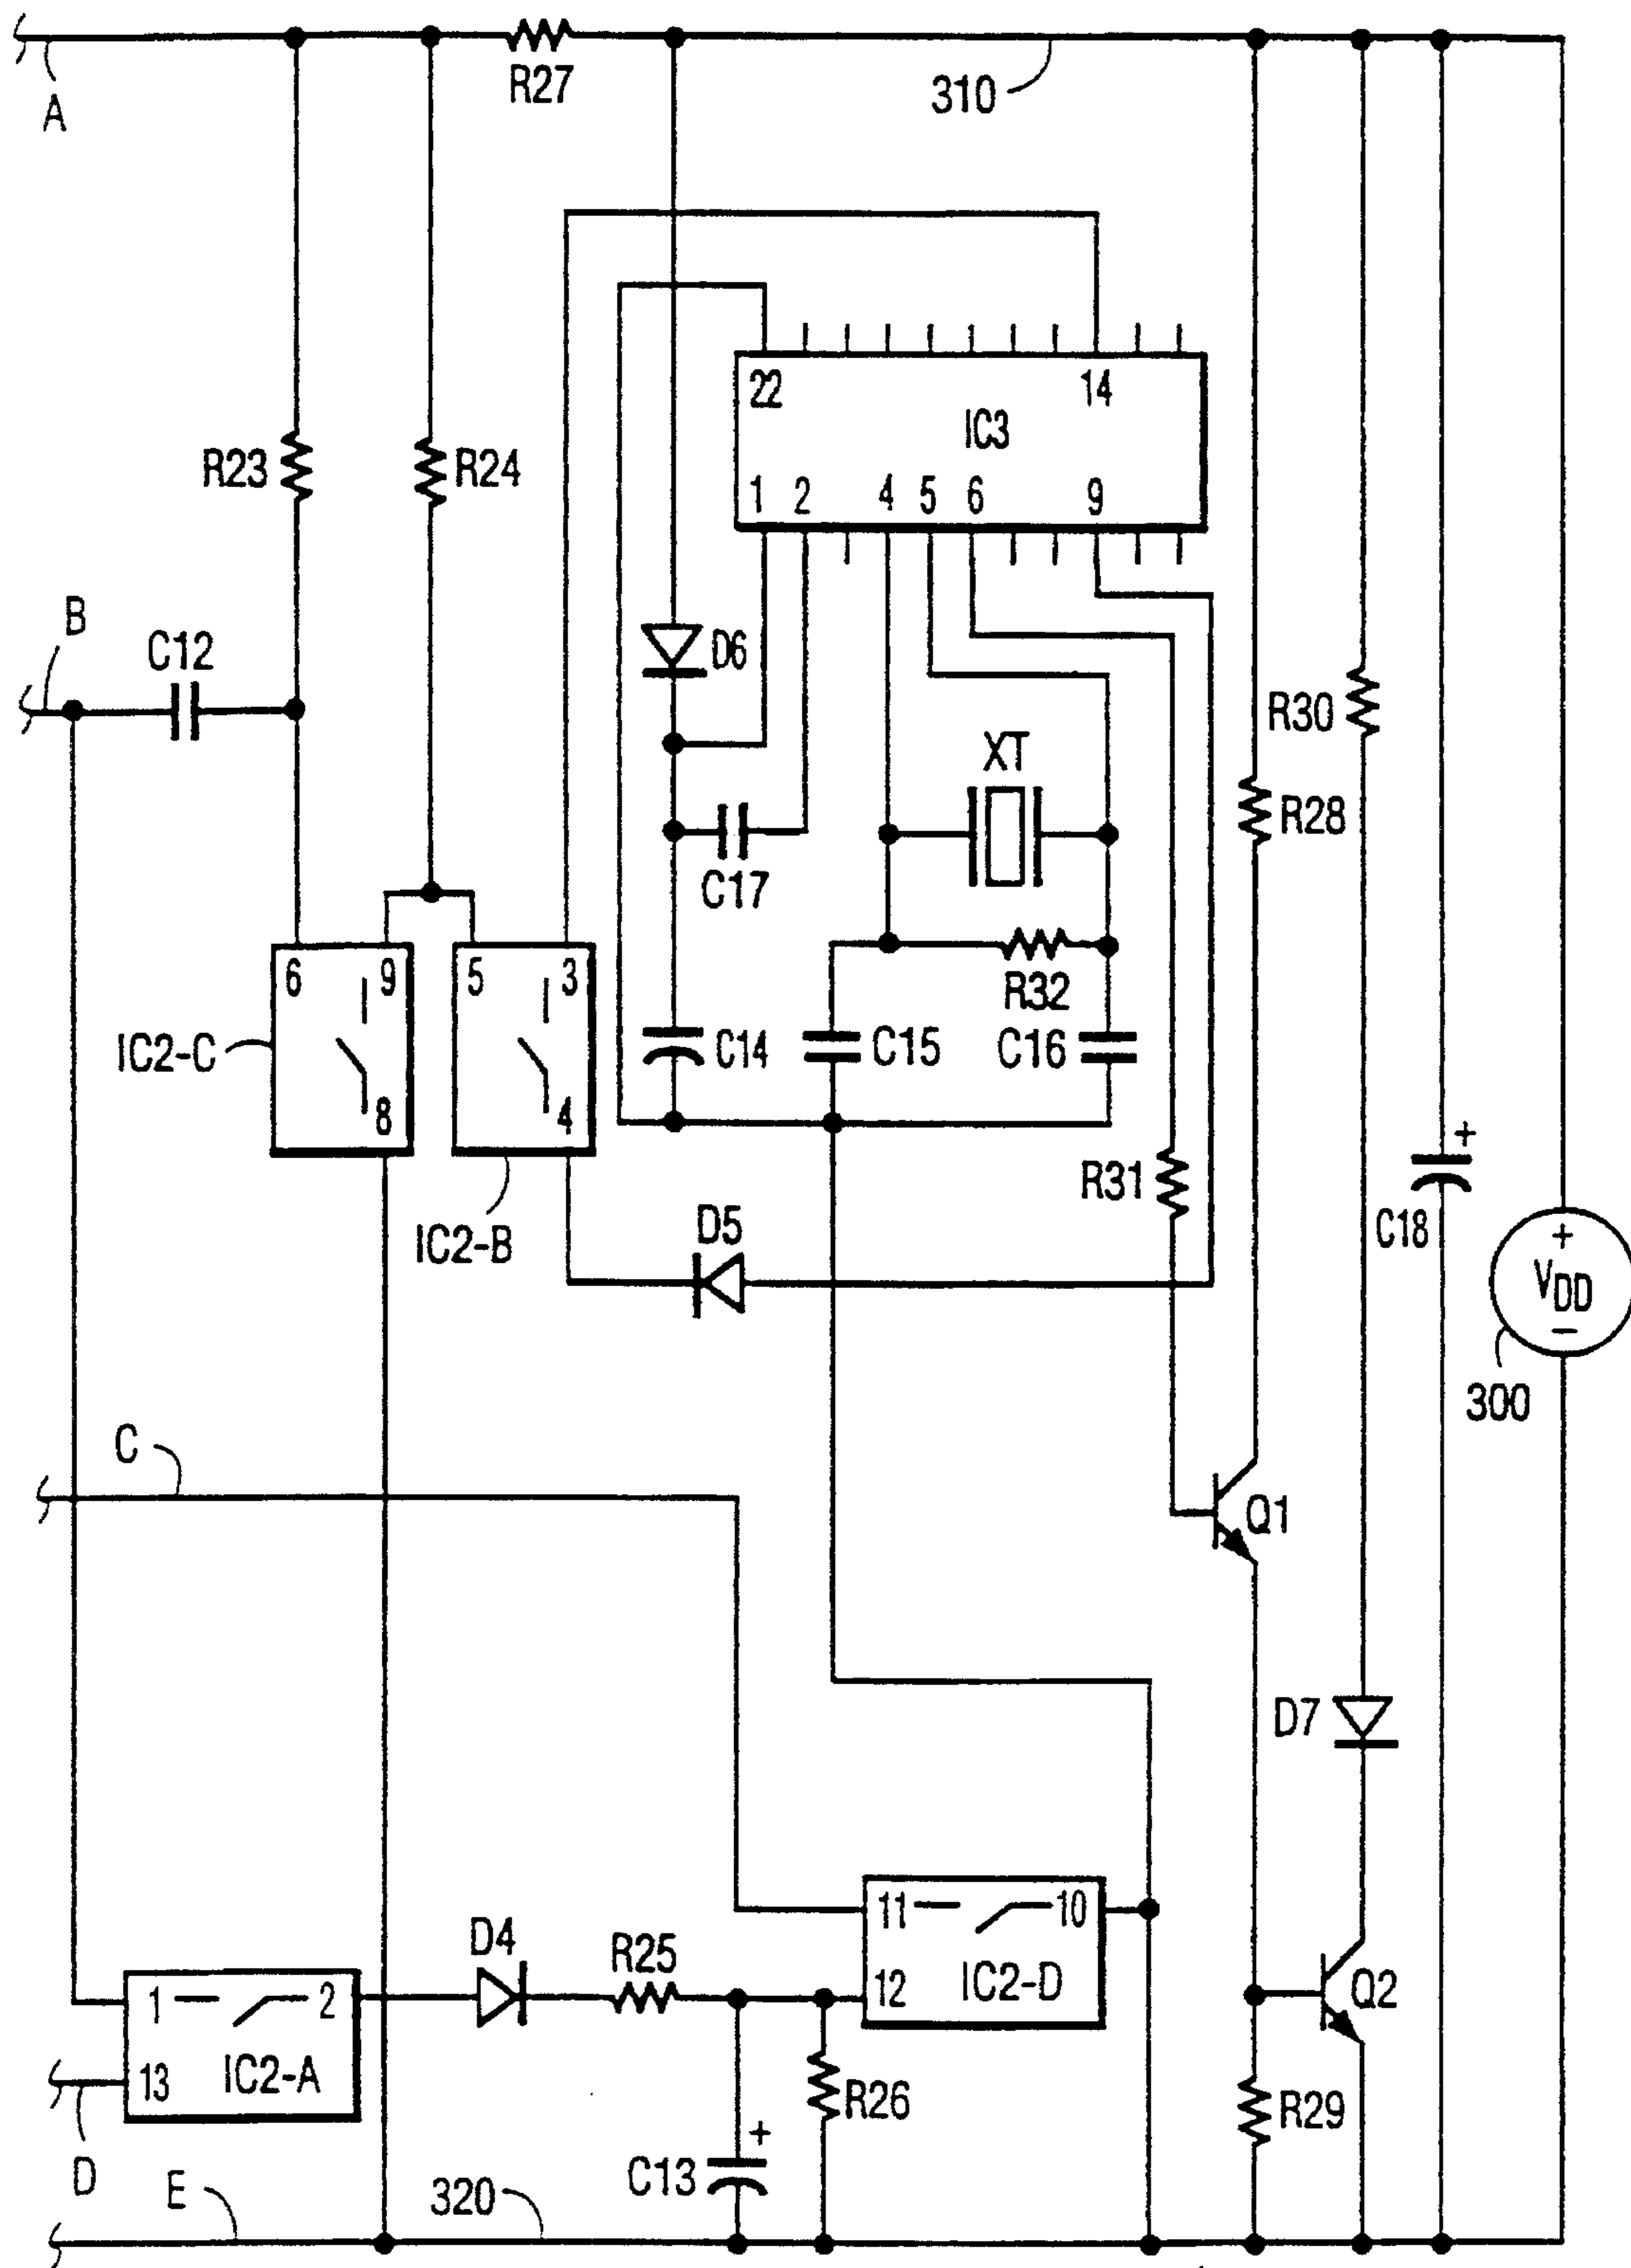 A
R27
310
22
14
IC3
1 2 4 5 6 9
R23
R24
B
C12
D6
R30
XT
R28
C17
6 9
5 3
R32
IC2-C
C14
C15
C16
8
4
+
R31
IC2-B
D5
C18
+
VDD
−
300
C
Q1
D7
11
10
D4
R25
12
IC2-D
1
2
Q2
13
IC2-A
R26
R29
+
D
C13
E
320